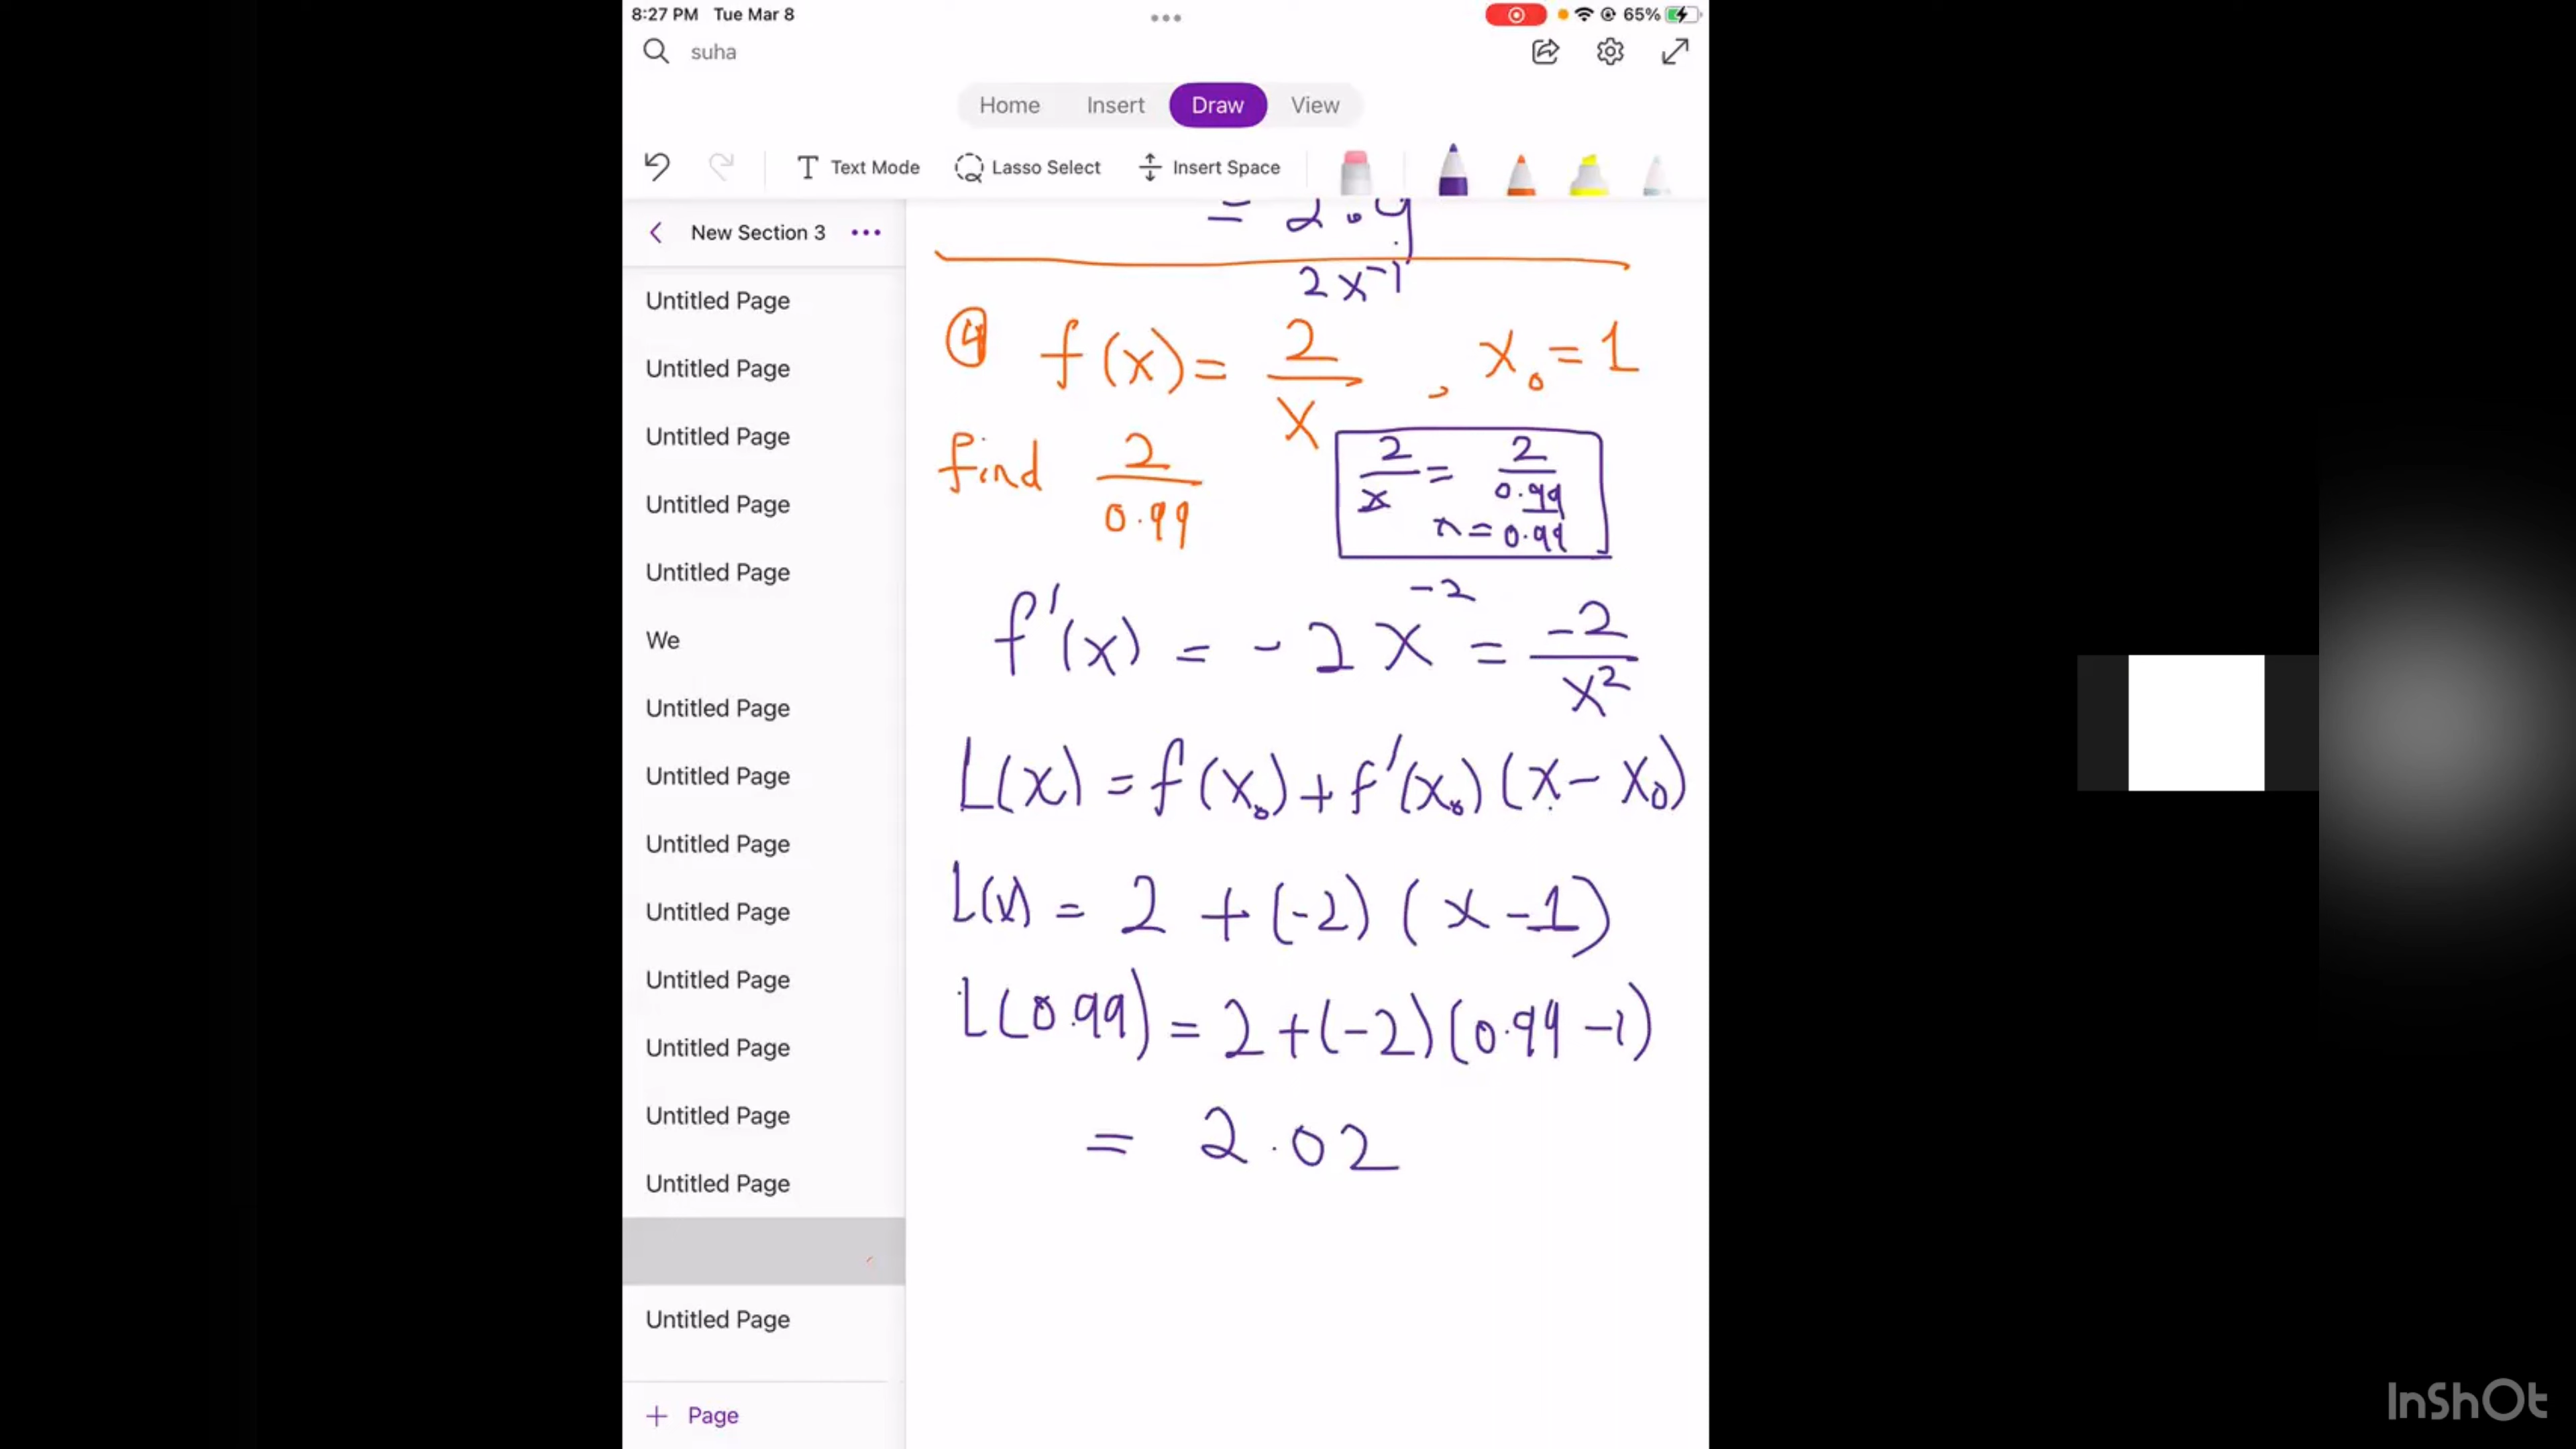 8:27 PM Tue Mar 8
65%
suha
Home Insert Draw View
Text Mode Lasso Select Insert Space
New Section 3
Untitled Page
Untitled Page
Untitled Page
Untitled Page
Untitled Page
We
Untitled Page
Untitled Page
Untitled Page
Untitled Page
Untitled Page
Untitled Page
Untitled Page
Untitled Page
Untitled Page
+ Page
= 2.04
2x⁻¹
④ f(x) = 2/x , x₀ = 1
find 2/0.99
2/x = 2/0.99
x = 0.99
f'(x) = -2x⁻² = -2/x²
L(x) = f(x₀) + f'(x₀)(x - x₀)
L(x) = 2 + (-2)(x - 1)
L(0.99) = 2 + (-2)(0.99 - 1)
= 2.02
InShOt